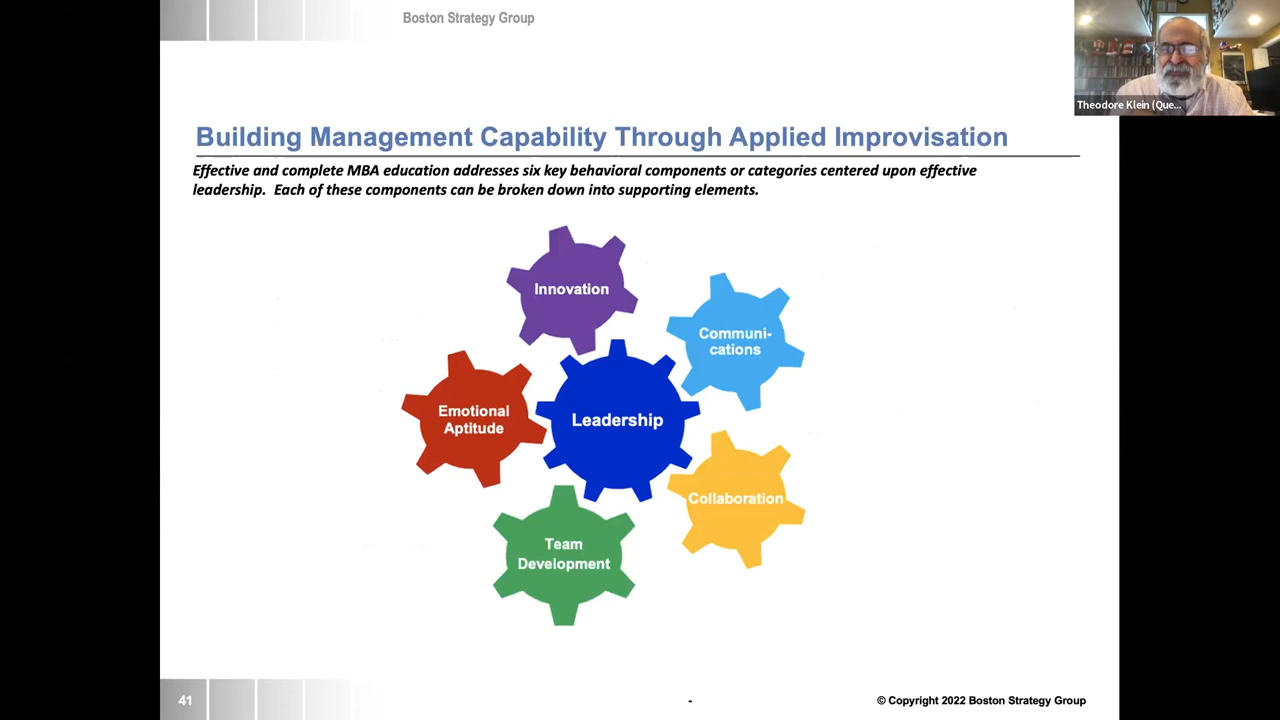 Boston Strategy Group
Theodore Klein (Que...
Building Management Capability Through Applied Improvisation
Effective and complete MBA education addresses six key behavioral components or categories centered upon effective
leadership.  Each of these components can be broken down into supporting elements.
Innovation
Communi-
cations
Emotional
Aptitude
Leadership
Collaboration
Team
Development
41
-
© Copyright 2022 Boston Strategy Group